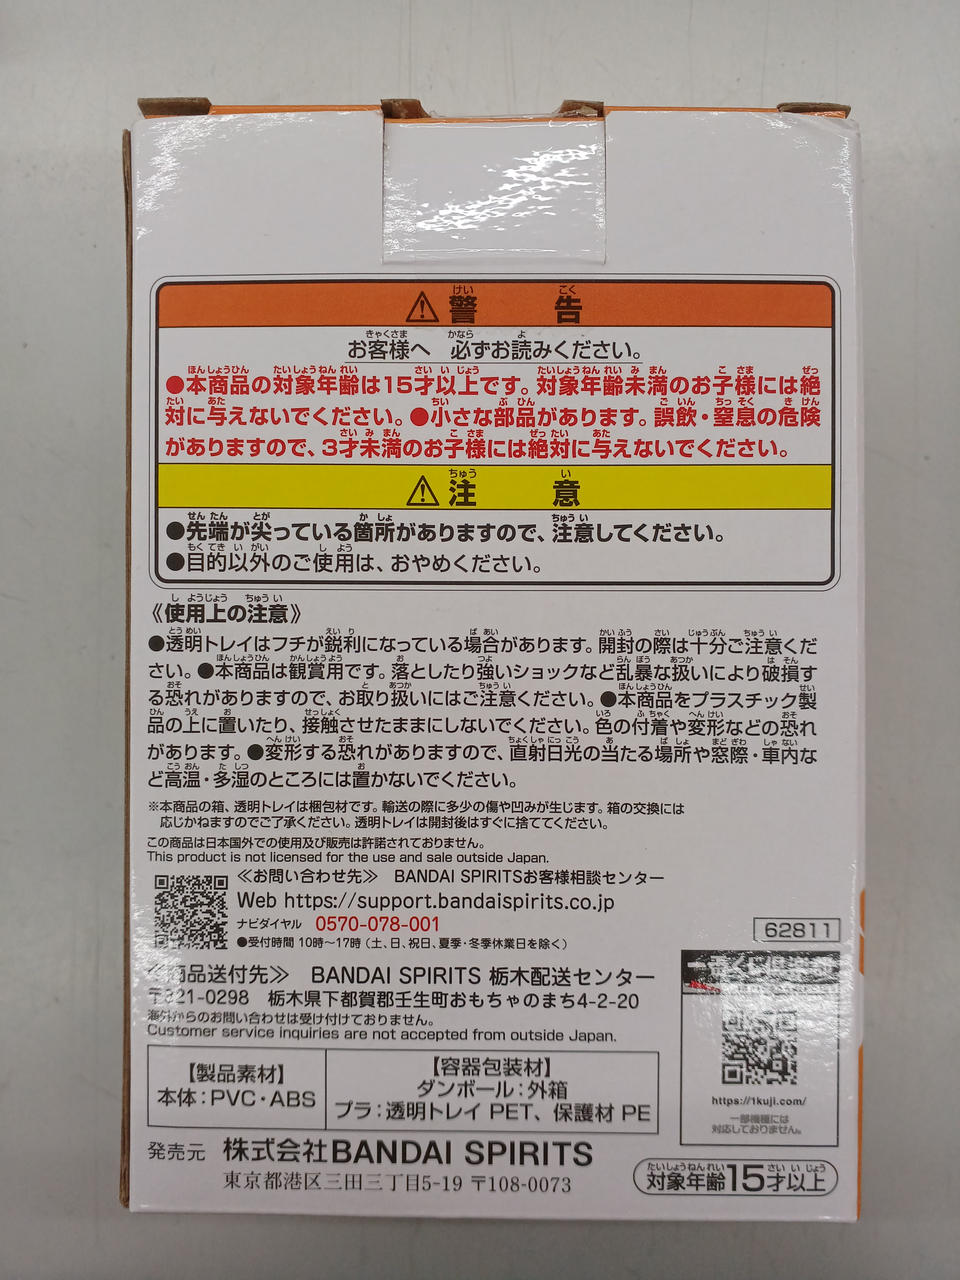 ⚠警告
お客様へ 必ずお読みください。
●本商品の対象年齢は15才以上です。対象年齢未満のお子様には絶
対に与えないでください。●小さな部品があります。誤飲・窒息の危険
がありますので、3才未満のお子様には絶対に与えないでください。
⚠注意
●先端が尖っている箇所がありますので、注意してください。
●目的以外のご使用は、おやめください。
《使用上の注意》
●透明トレイはフチが鋭利になっている場合があります。開封の際は十分ご注意くだ
さい。●本商品は観賞用です。落としたり強いショックなど乱暴な扱いにより破損す
る恐れがありますので、お取り扱いにはご注意ください。●本商品をプラスチック製
品の上に置いたり、接触させたままにしないでください。色の付着や変形などの恐れ
があります。●変形する恐れがありますので、直射日光の当たる場所や窓際・車内な
ど高温・多湿のところには置かないでください。
※本商品の箱、透明トレイは梱包材です。輸送の際に多少の傷や凹みが生じます。箱の交換には
応じかねますのでご了承ください。透明トレイは開封後はすぐに捨ててください。
この商品は日本国外での使用及び販売は許諾されておりません。
This product is not licensed for the use and sale outside Japan.
≪お問い合わせ先≫ BANDAI SPIRITSお客様相談センター
Web https://support.bandaispirits.co.jp
ナビダイヤル 0570-078-001
●受付時間 10時〜17時(土、日、祝日、夏季・冬季休業日を除く)
62811
≪商品送付先≫ BANDAI SPIRITS 栃木配送センター
〒321-0298 栃木県下都賀郡壬生町おもちゃのまち4-2-20
海外からのお問い合わせは受け付けておりません。
Customer service inquiries are not accepted from outside Japan.
https://1kuji.com/
一部機種には
対応しておりません。
【製品素材】
本体:PVC・ABS
【容器包装材】
ダンボール:外箱
プラ:透明トレイ PET、保護材 PE
発売元 株式会社BANDAI SPIRITS
東京都港区三田三丁目5-19 〒108-0073
対象年齢15才以上